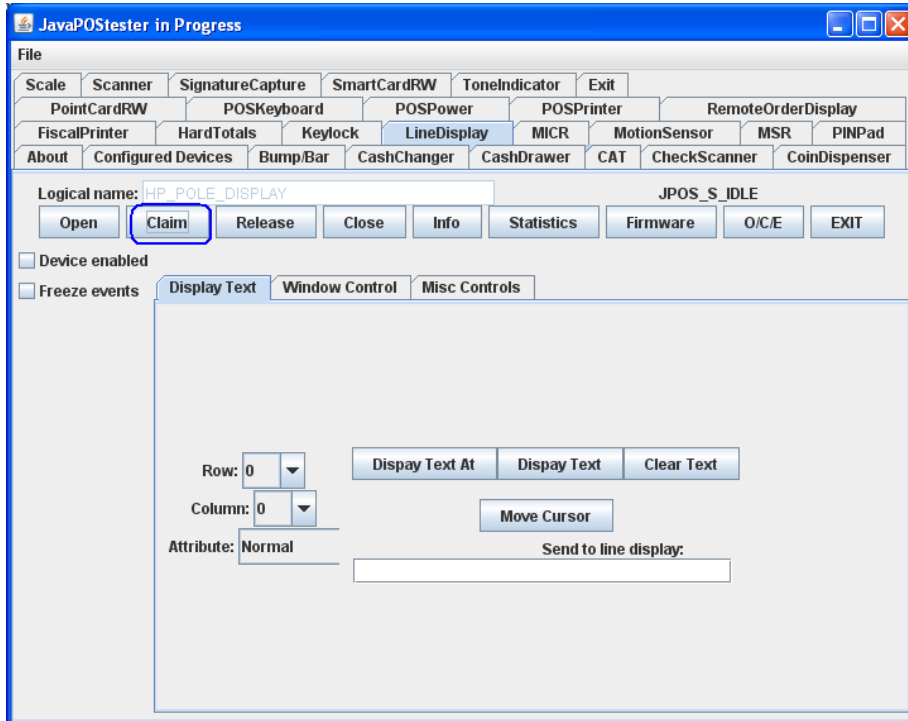 JavaPOStester in Progress
File
Scale Scanner SignatureCapture SmartCardRW ToneIndicator Exit
PointCardRW POSKeyboard POSPower POSPrinter RemoteOrderDisplay
FiscalPrinter HardTotals Keylock LineDisplay MICR MotionSensor MSR PINPad
About Configured Devices Bump/Bar CashChanger CashDrawer CAT CheckScanner CoinDispenser
Logical name: HP_POLE_DISPLAY JPOS_S_IDLE
Open Claim Release Close Info Statistics Firmware O/C/E EXIT
Device enabled
Freeze events Display Text Window Control Misc Controls
Row: 0 Dispay Text At Dispay Text Clear Text
Column: 0 Move Cursor
Attribute: Normal Send to line display: